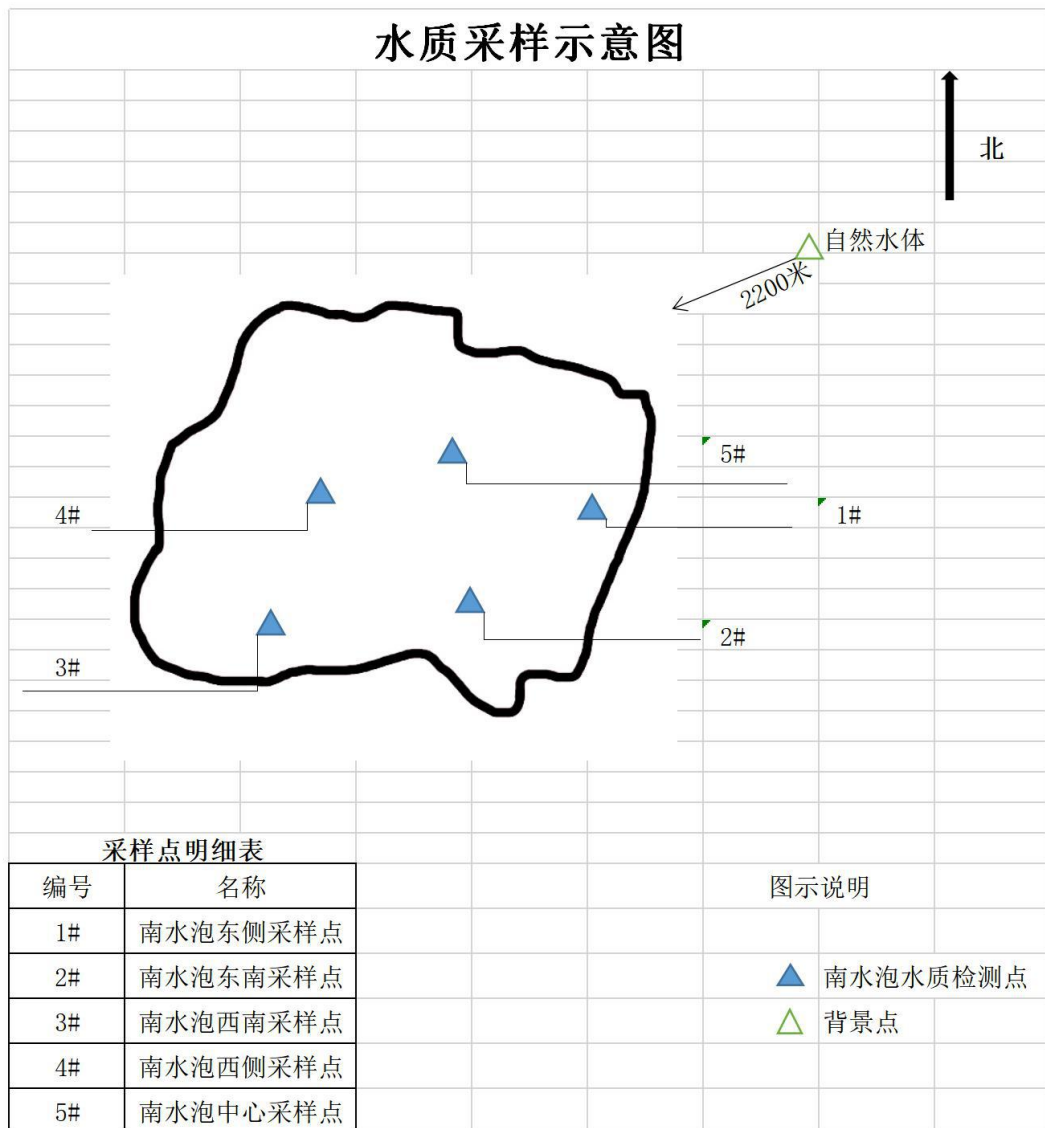 水质采样示意图
北
自然水体
2200米
5#
4#
1#
2#
3#
采样点明细表
编号 名称
图示说明
1# 南水泡东侧采样点
2# 南水泡东南采样点
南水泡水质检测点
3# 南水泡西南采样点
背景点
4# 南水泡西侧采样点
5# 南水泡中心采样点